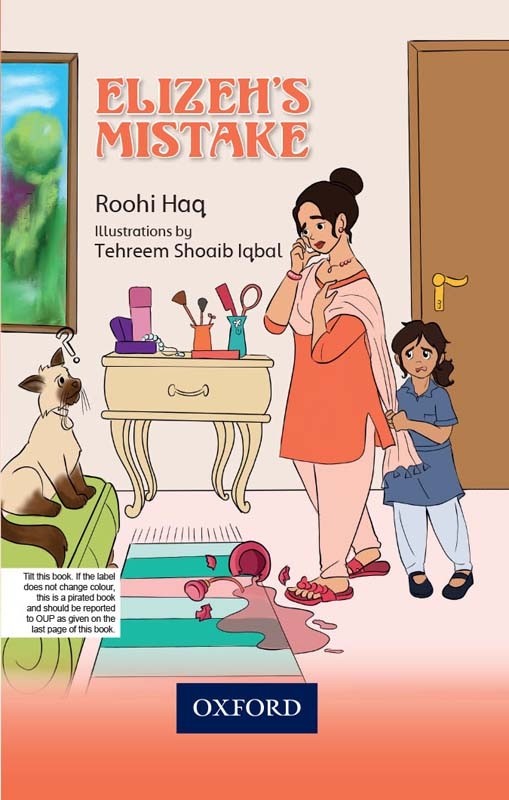 ELIZEH'S
MISTAKE
Roohi Haq
Illustrations by
Tehreem Shoaib Iqbal
?
Tilt this book. If the label
does not change colour,
this is a pirated book
and should be reported
to OUP as given on the
last page of this book.
OXFORD